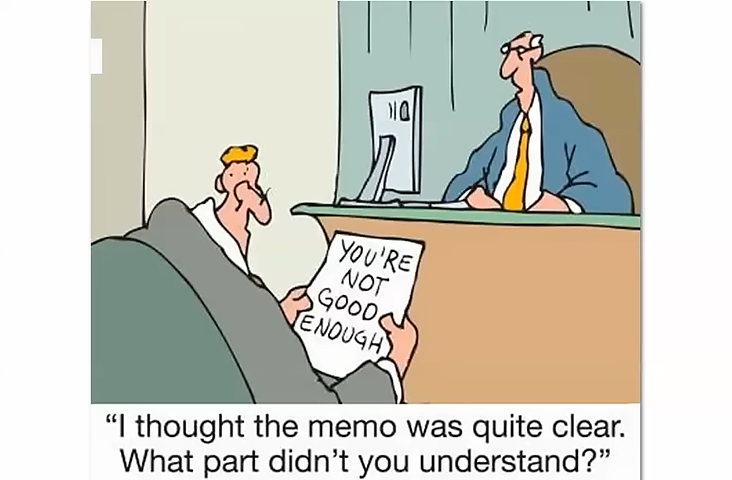 YOU'RE
NOT
GOOD
ENOUGH
“I thought the memo was quite clear.
What part didn’t you understand?”